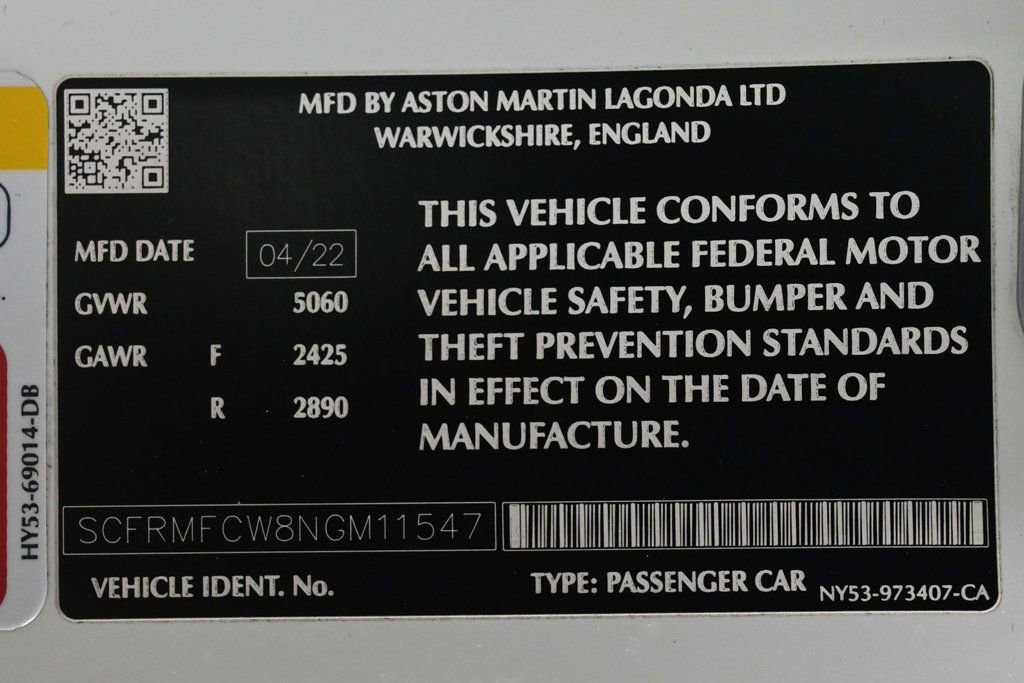 MFD BY ASTON MARTIN LAGONDA LTD
WARWICKSHIRE, ENGLAND
THIS VEHICLE CONFORMS TO
ALL APPLICABLE FEDERAL MOTOR
VEHICLE SAFETY, BUMPER AND
THEFT PREVENTION STANDARDS
IN EFFECT ON THE DATE OF
MANUFACTURE.
MFD DATE 04/22
GVWR 5060
GAWR F 2425
R 2890
SCFRMFCW8NGM11547
VEHICLE IDENT. No.
TYPE: PASSENGER CAR
NY53-973407-CA
HY53-69014-DB